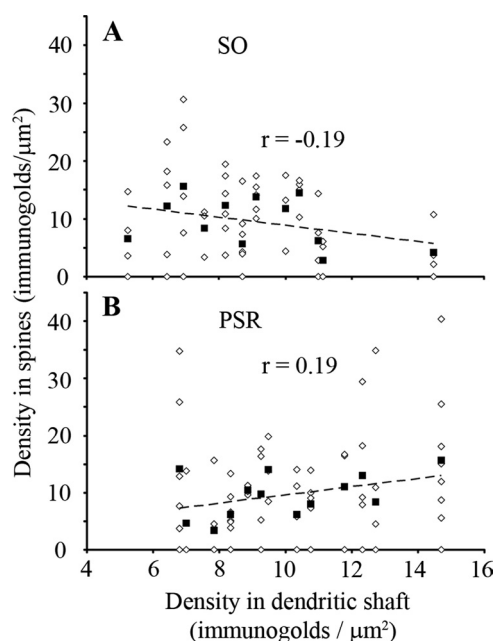 A
SO
r = -0.19
40
30
20
10
0
B
PSR
r = 0.19
40
30
20
10
0
4 6 8 10 12 14 16
Density in spines (immunogolds/μm²)
Density in dendritic shaft
(immunogolds / μm²)